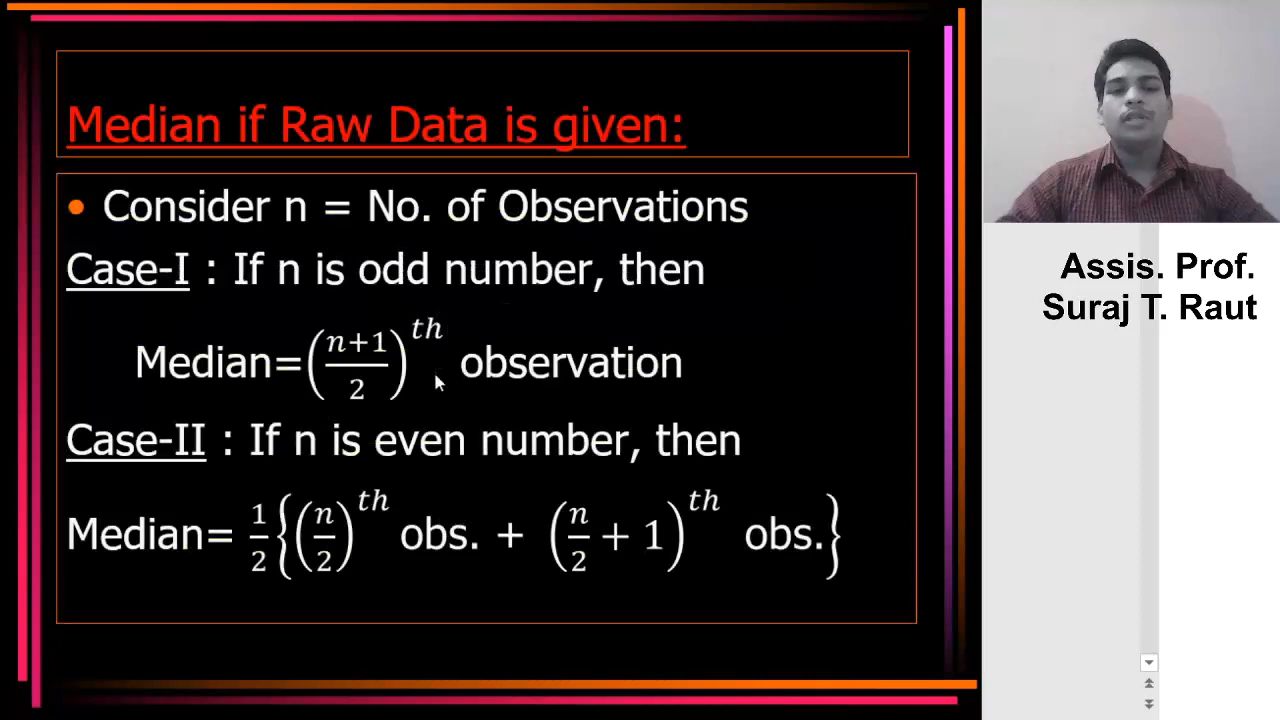 Median if Raw Data is given:
• Consider n = No. of Observations
Case-I : If n is odd number, then
Median=((n+1)/2)^th observation
Case-II : If n is even number, then
Median= 1/2{(n/2)^th obs. + (n/2 + 1)^th obs.}
Assis. Prof.
Suraj T. Raut